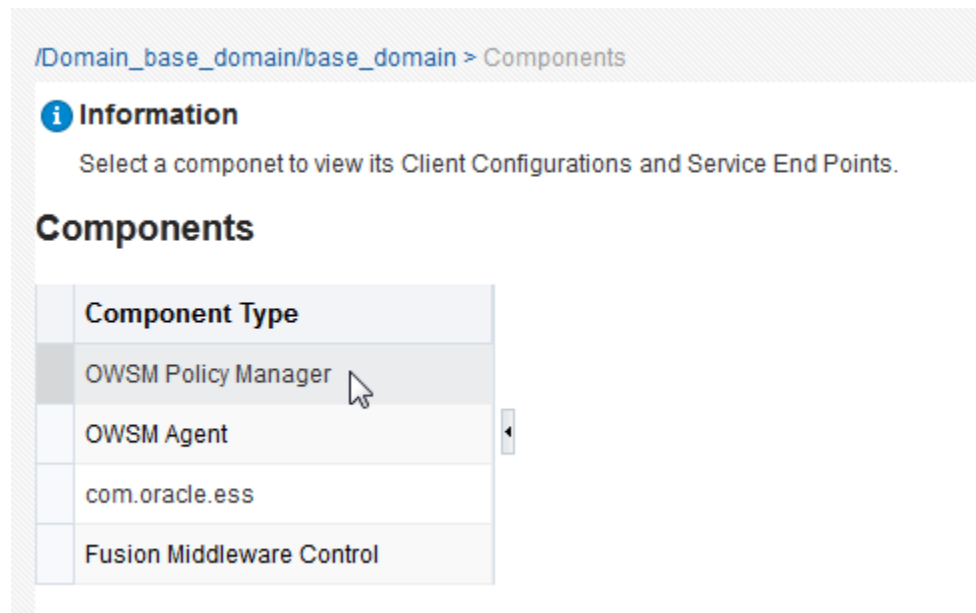 /Domain_base_domain/base_domain > Components
Information
Select a componet to view its Client Configurations and Service End Points.
Components
Component Type
OWSM Policy Manager
OWSM Agent
com.oracle.ess
Fusion Middleware Control